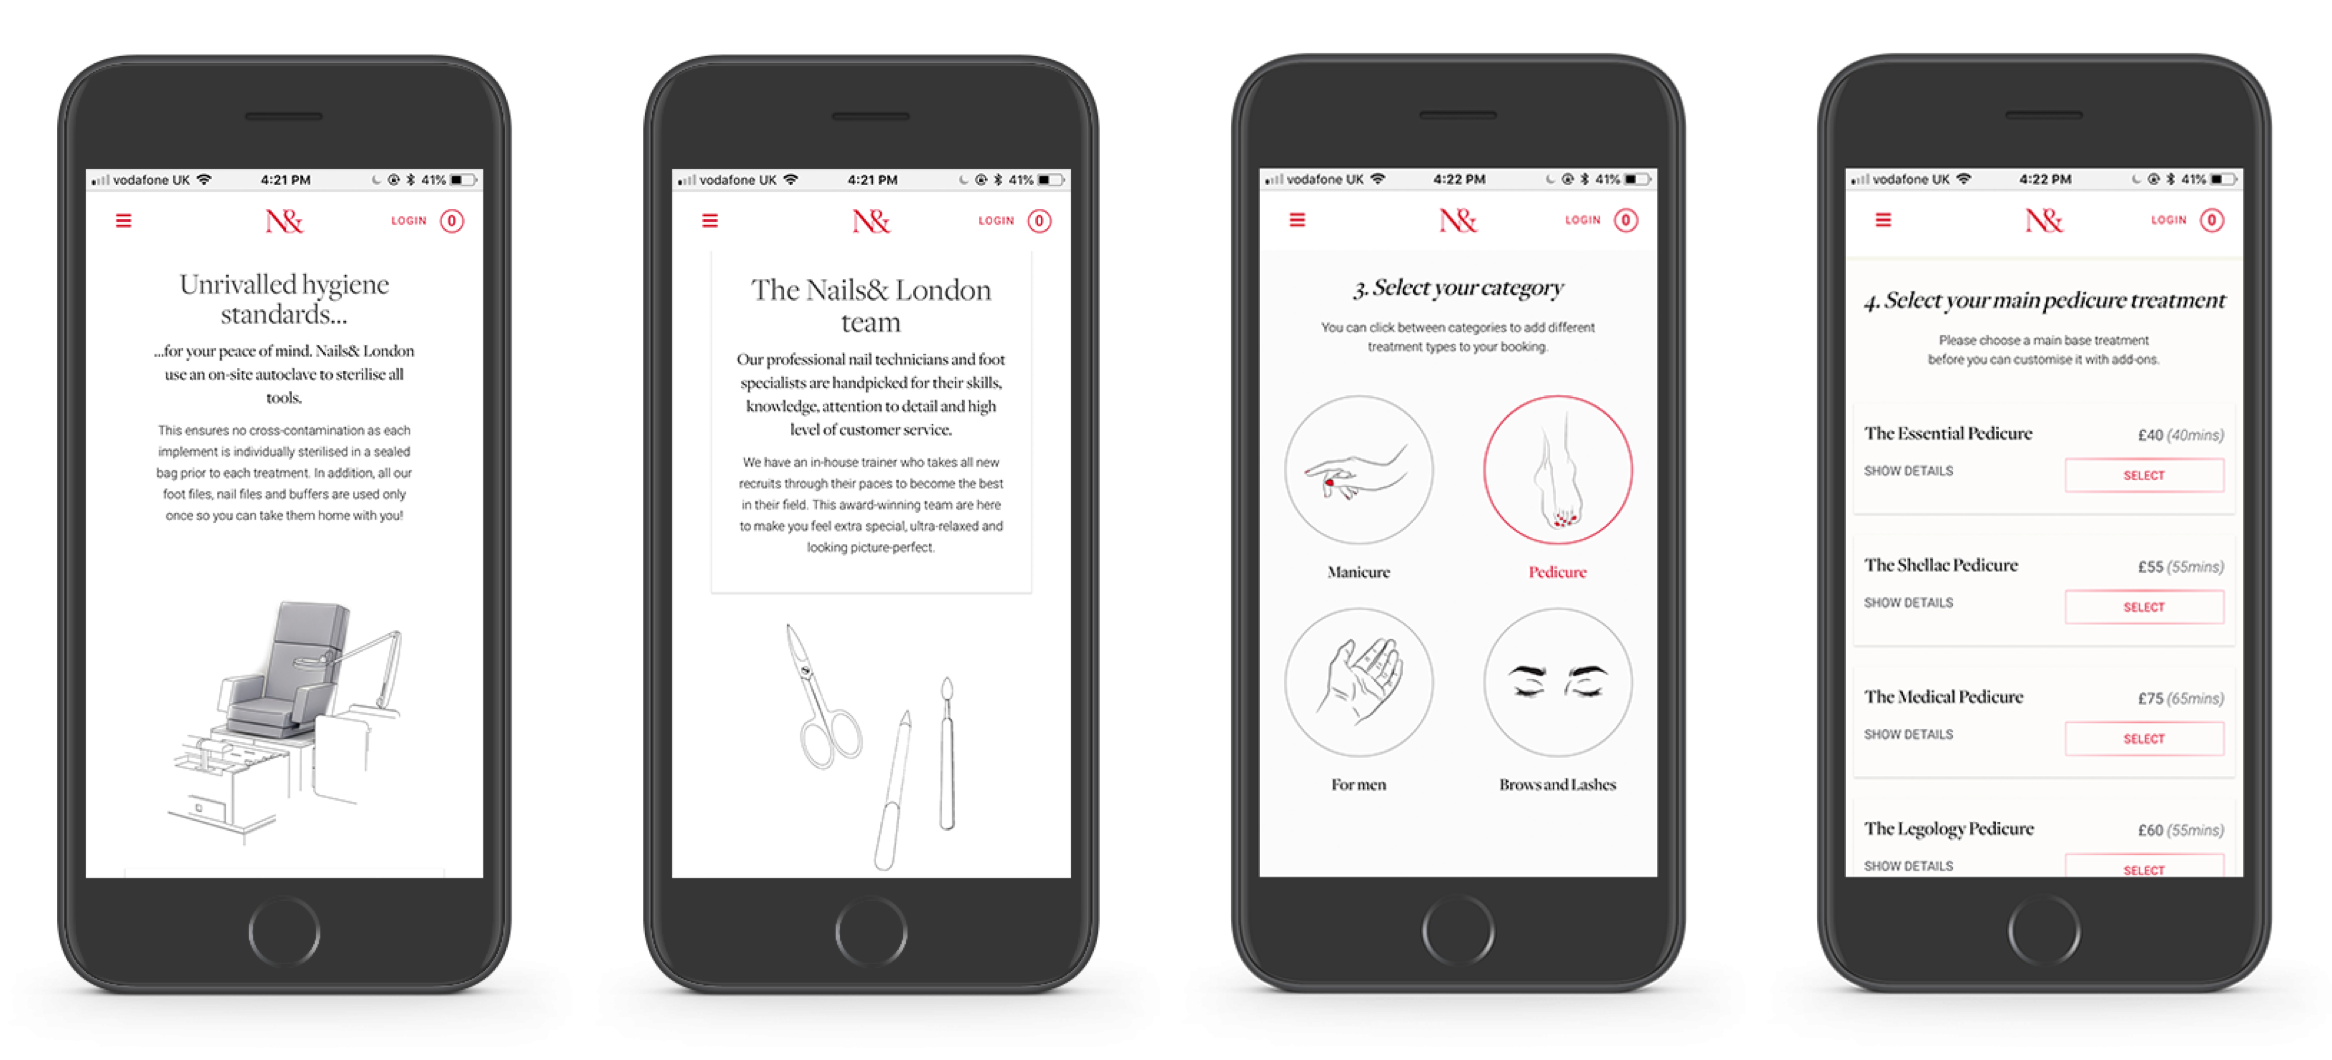 vodafone UK 4:21 PM 41%
N&
LOGIN 0
Unrivalled hygiene
standards...
...for your peace of mind. Nails& London
use an on-site autoclave to sterilise all
tools.
This ensures no cross-contamination as each
implement is individually sterilised in a sealed
bag prior to each treatment. In addition, all our
foot files, nail files and buffers are used only
once so you can take them home with you!
vodafone UK 4:21 PM 41%
N&
LOGIN 0
The Nails& London
team
Our professional nail technicians and foot
specialists are handpicked for their skills,
knowledge, attention to detail and high
level of customer service.
We have an in-house trainer who takes all new
recruits through their paces to become the best
in their field. This award-winning team are here
to make you feel extra special, ultra-relaxed and
looking picture-perfect.
vodafone UK 4:22 PM 41%
N&
LOGIN 0
3. Select your category
You can click between categories to add different
treatment types to your booking.
Manicure
Pedicure
For men
Brows and Lashes
vodafone UK 4:22 PM 41%
N&
LOGIN 0
4. Select your main pedicure treatment
Please choose a main base treatment
before you can customise it with add-ons.
The Essential Pedicure £40 (40mins)
SHOW DETAILS SELECT
The Shellac Pedicure £55 (55mins)
SHOW DETAILS SELECT
The Medical Pedicure £75 (65mins)
SHOW DETAILS SELECT
The Legology Pedicure £60 (55mins)
SHOW DETAILS SELECT